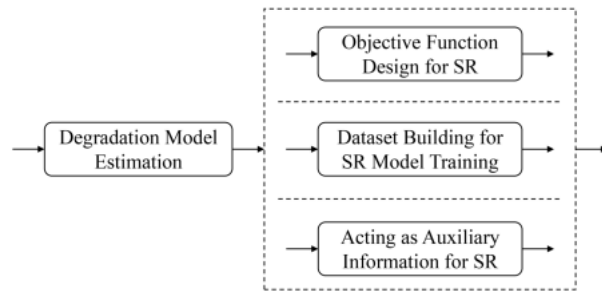 Objective Function
Design for SR
Degradation Model
Estimation
Dataset Building for
SR Model Training
Acting as Auxiliary
Information for SR